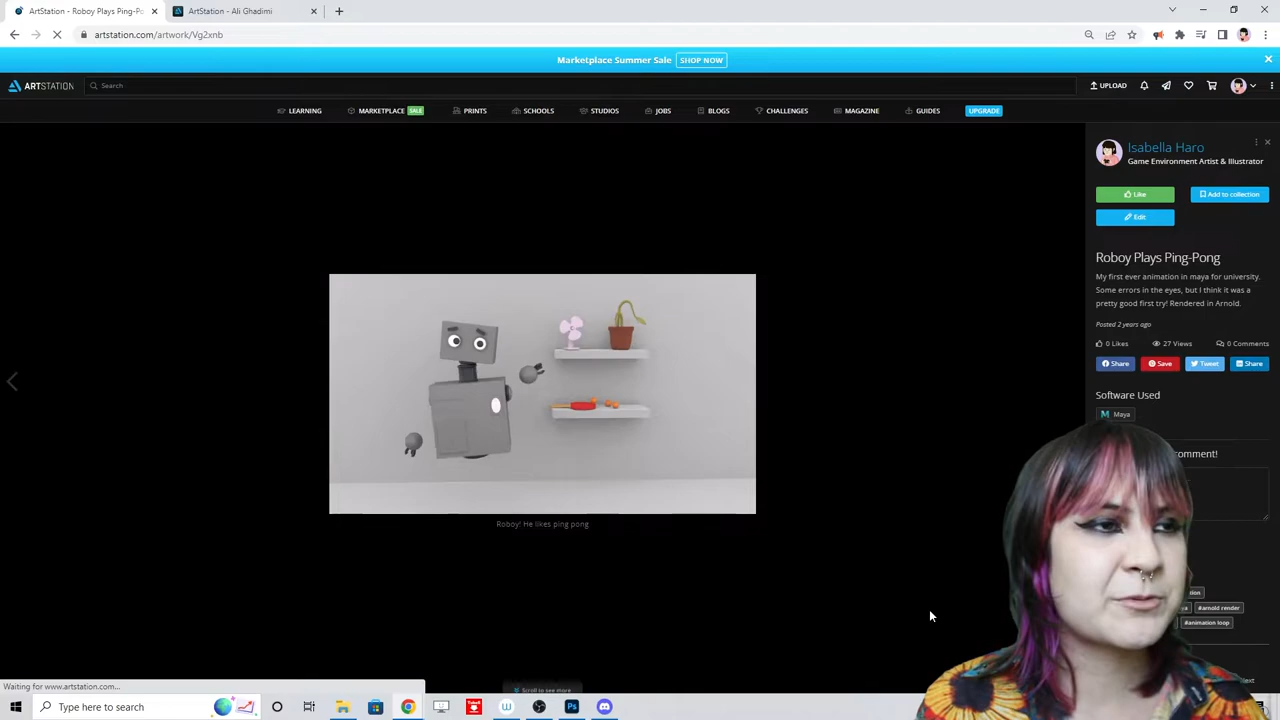 ArtStation - Roboy Plays Ping-Po
ArtStation - Ali Ghadimi
artstation.com/artwork/Vg2xnb
Marketplace Summer Sale SHOP NOW
ARTSTATION
Search
UPLOAD
LEARNING
MARKETPLACE SALE
PRINTS
SCHOOLS
STUDIOS
JOBS
BLOGS
CHALLENGES
MAGAZINE
GUIDES
UPGRADE
Isabella Haro
Game Environment Artist & Illustrator
Like
Add to collection
Edit
Roboy Plays Ping-Pong
My first ever animation in maya for university.
Some errors in the eyes, but I think it was a
pretty good first try! Rendered in Arnold.
Posted 2 years ago
0 Likes 27 Views 0 Comments
Share Save Tweet Share
Software Used
M Maya
comment!
Roboy! He likes ping pong
#arnold render
#animation loop
Scroll to see more
Waiting for www.artstation.com...
Type here to search